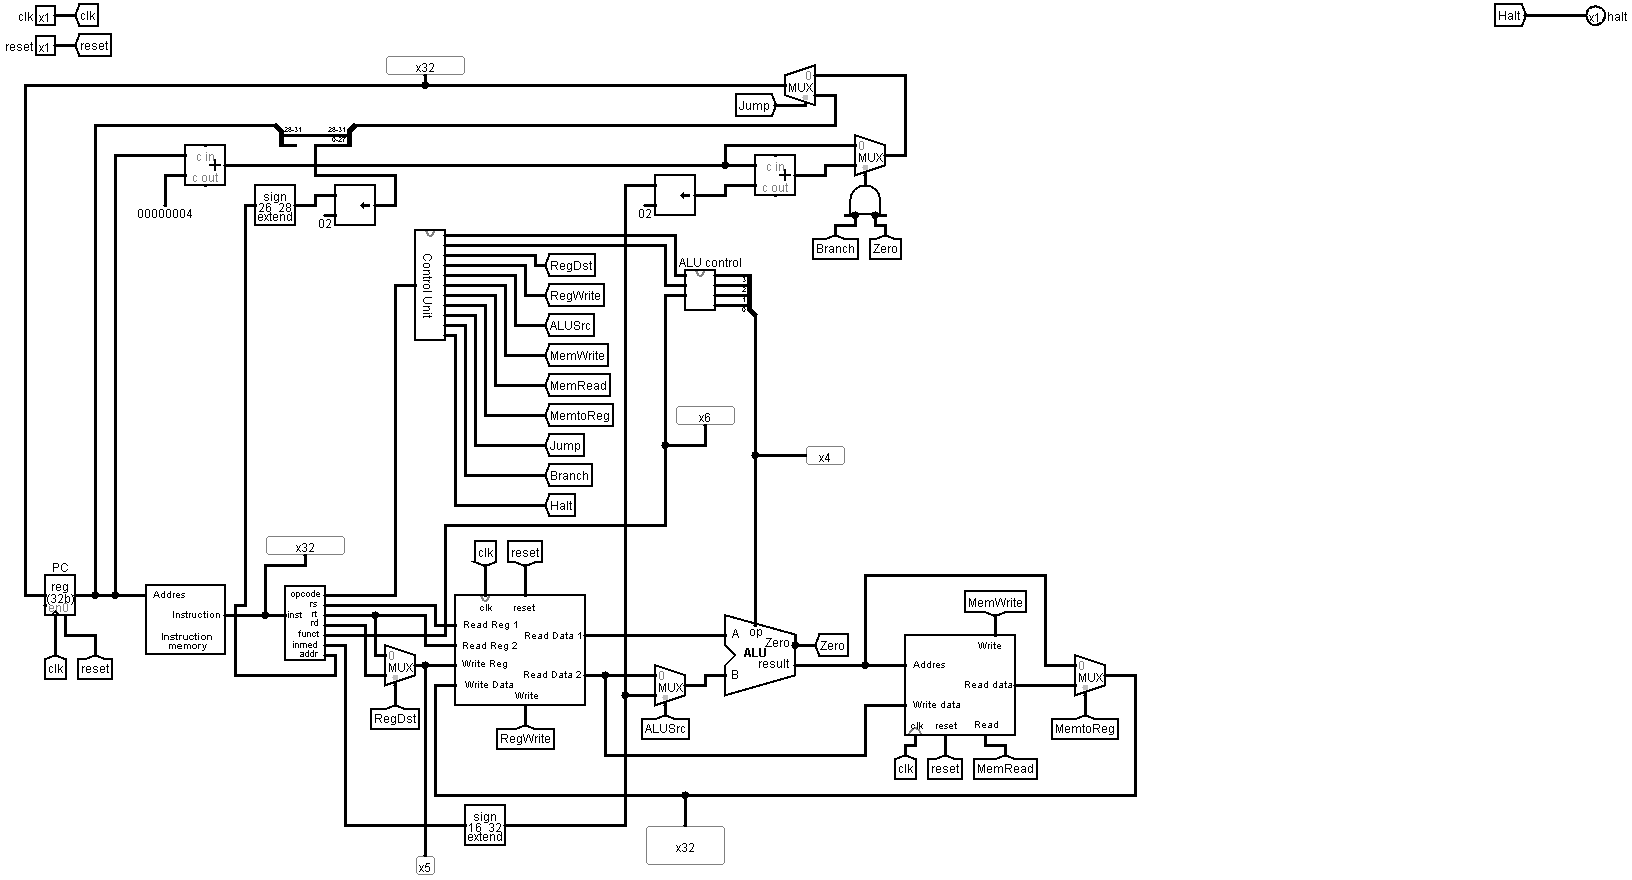 clk x1 clk
reset x1 reset
Halt x1 halt
x32
0
MUX
Jump
28-31
28-31
0-27
c in
+
c out
00000004
sign
26 28
extend
02
02
c in
+
c out
0
MUX
Branch
Zero
Control Unit
RegDst
RegWrite
ALUSrc
MemWrite
MemRead
MemtoReg
Jump
Branch
Halt
ALU control
3
2
1
0
x6
x4
x32
PC
reg
(32b)
en0
clk
reset
Addres
Instruction
Instruction
memory
inst
opcode
rs
rt
rd
funct
inmed
addr
0
MUX
RegDst
clk
reset
clk
reset
Read Reg 1
Read Reg 2
Write Reg
Write Data
Read Data 1
Read Data 2
Write
RegWrite
0
MUX
ALUSrc
A
B
op
ALU
Zero
result
Zero
MemWrite
Write
Addres
Read data
Write data
clk
reset
Read
clk
reset
MemRead
0
MUX
MemtoReg
sign
16 32
extend
x5
x32